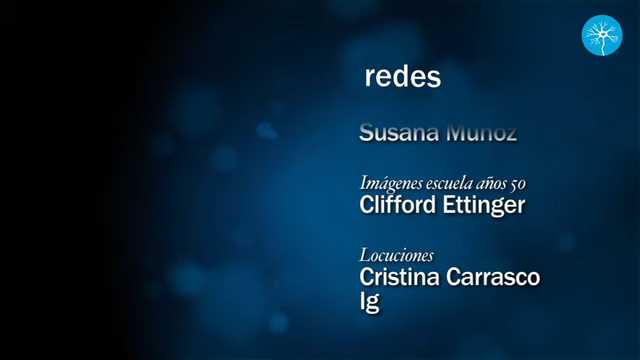 redes
Susana Muñoz
Imágenes escuela años 50
Clifford Ettinger
Locuciones
Cristina Carrasco
Ig